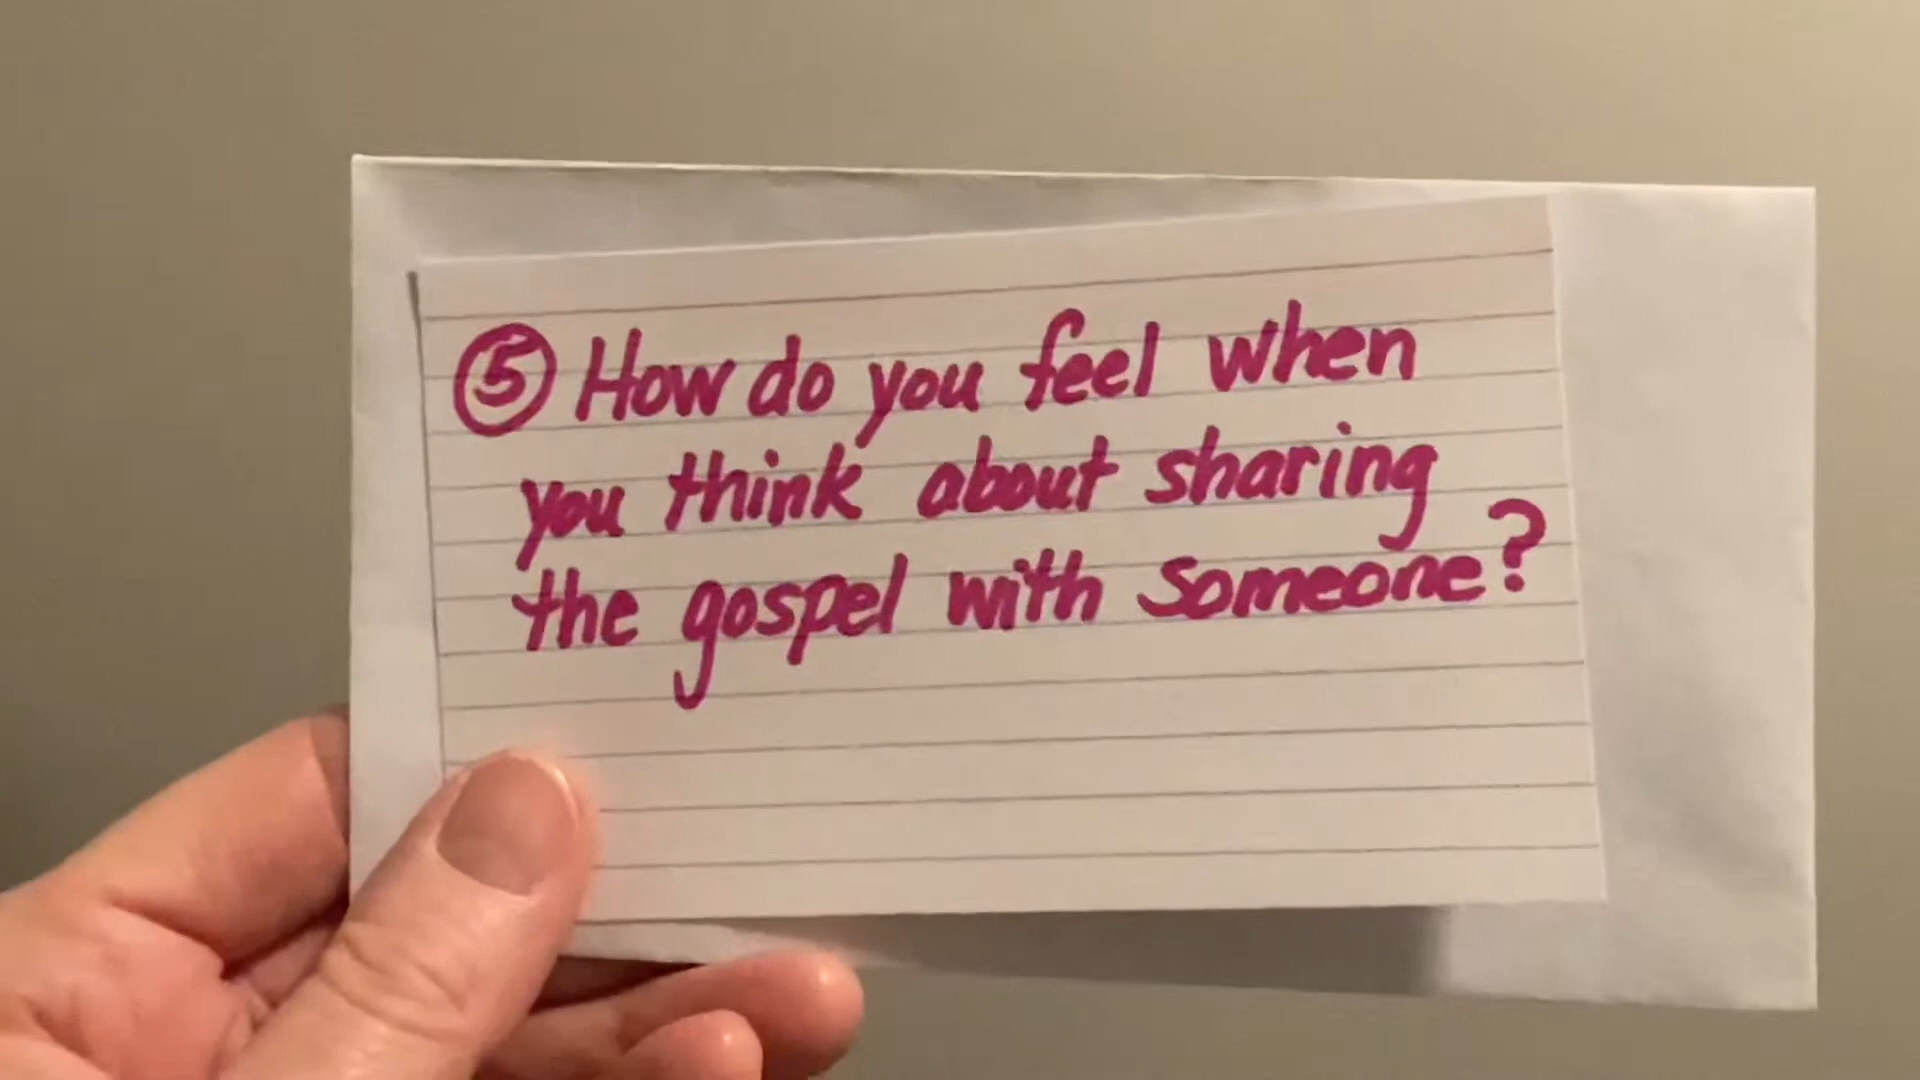 ⑤ How do you feel when
you think about sharing
the gospel with someone?